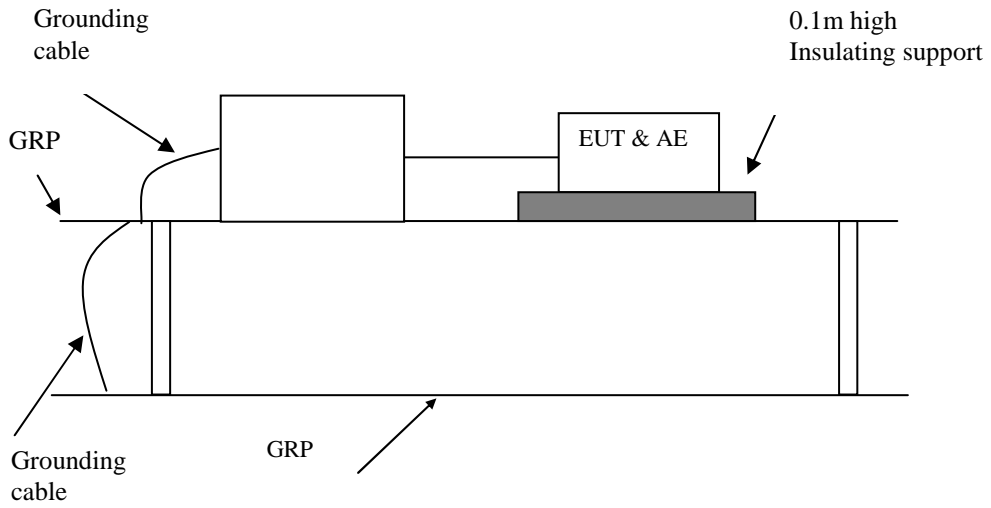 Grounding
cable
0.1m high
Insulating support
GRP
EUT & AE
GRP
Grounding
cable